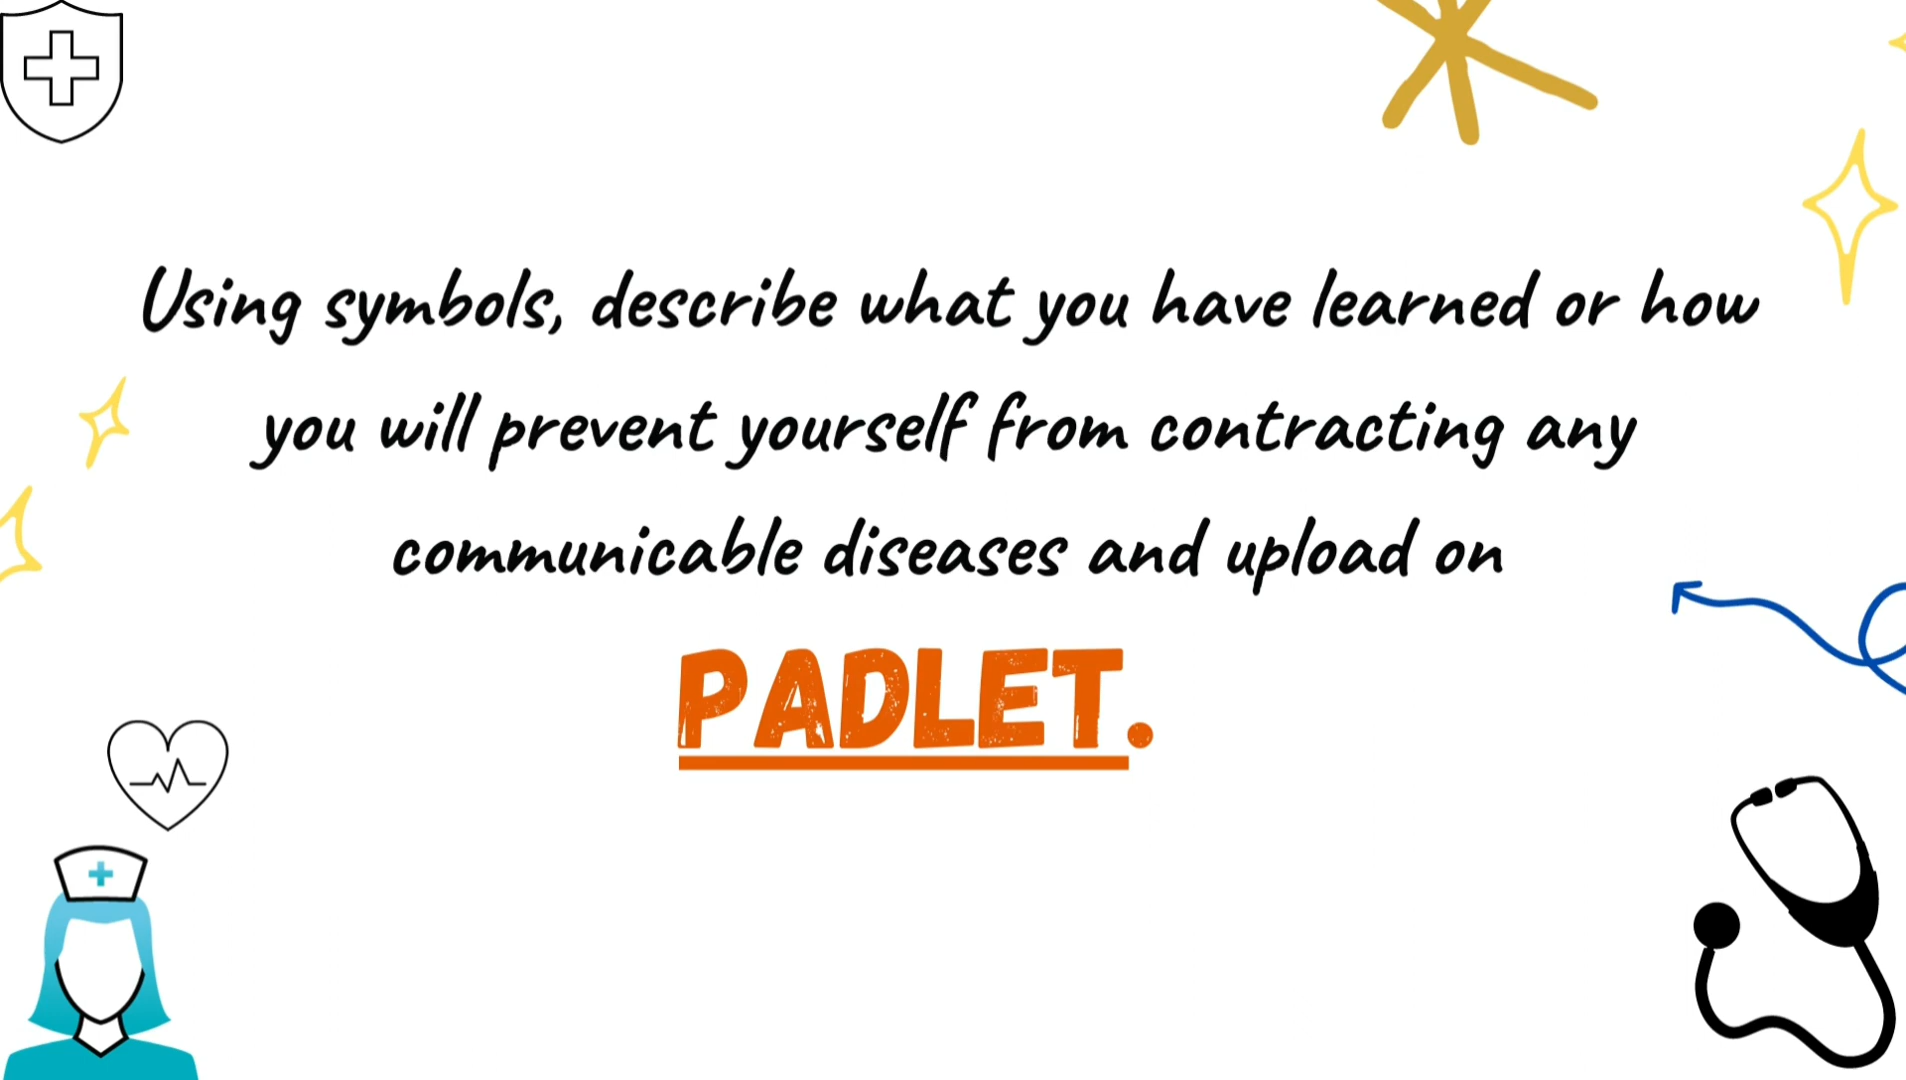 Using symbols, describe what you have learned or how
you will prevent yourself from contracting any
communicable diseases and upload on
PADLET.